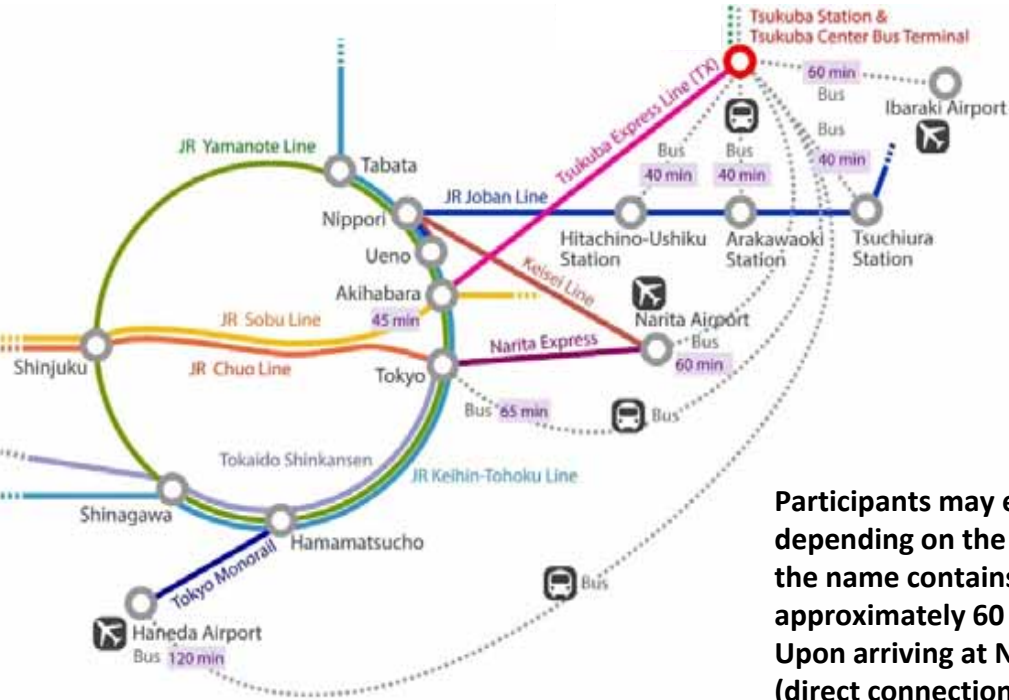 Tsukuba Station &
Tsukuba Center Bus Terminal
60 min
Bus
Ibaraki Airport
Tsukuba Express Line (TX)
JR Yamanote Line
Tabata
Bus
40 min
Bus
40 min
Bus
40 min
Nippori
JR Joban Line
Hitachino-Ushiku
Station
Arakawaoki
Station
Tsuchiura
Station
Ueno
Keisei Line
Akihabara
45 min
JR Sobu Line
Narita Airport
Bus
60 min
Narita Express
Shinjuku
JR Chuo Line
Tokyo
Bus 65 min
Bus
Tokaido Shinkansen
JR Keihin-Tohoku Line
Shinagawa
Hamamatsucho
Tokyo Monorail
Bus
Haneda Airport
Bus 120 min
Participants may e
depending on the
the name contains
approximately 60
Upon arriving at N
(direct connection